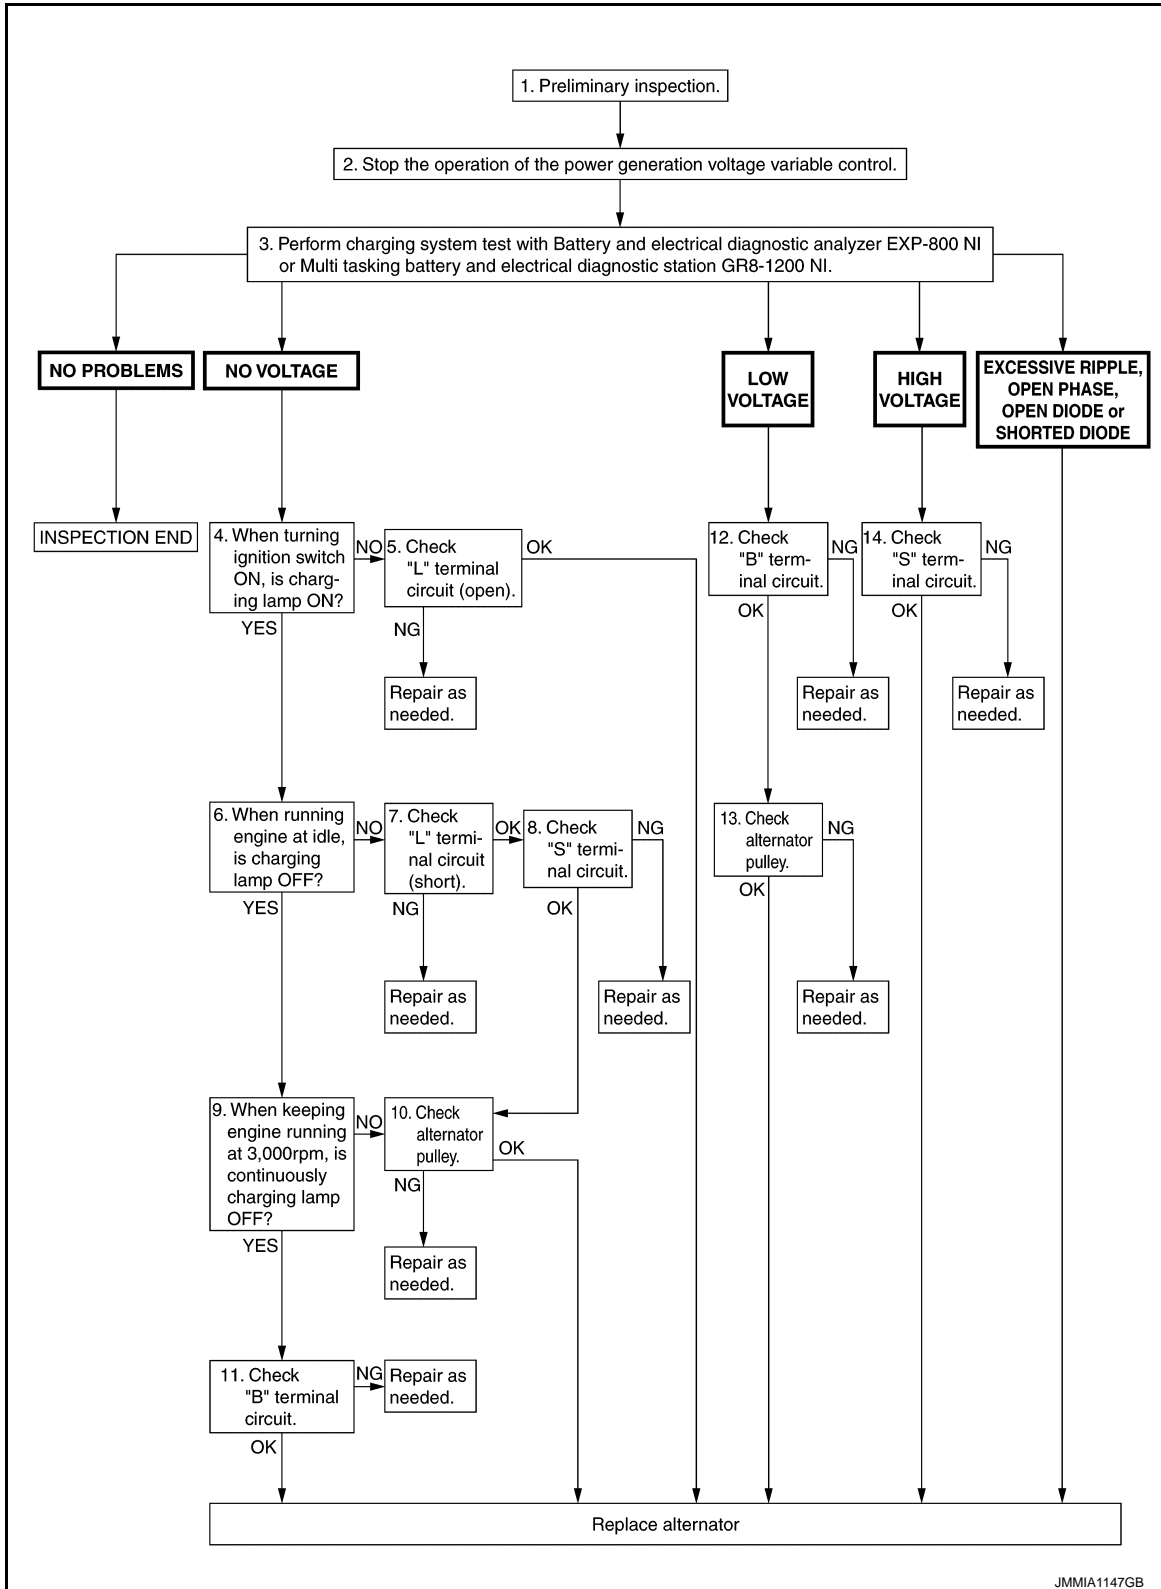 1. Preliminary inspection.
2. Stop the operation of the power generation voltage variable control.
3. Perform charging system test with Battery and electrical diagnostic analyzer EXP-800 NI
or Multi tasking battery and electrical diagnostic station GR8-1200 NI.
NO PROBLEMS
NO VOLTAGE
LOW
VOLTAGE
HIGH
VOLTAGE
EXCESSIVE RIPPLE,
OPEN PHASE,
OPEN DIODE or
SHORTED DIODE
INSPECTION END
4. When turning
ignition switch
ON, is charg-
ing lamp ON?
NO
YES
5. Check
"L" terminal
circuit (open).
OK
NG
Repair as
needed.
12. Check
"B" term-
inal circuit.
NG
OK
Repair as
needed.
14. Check
"S" term-
inal circuit.
NG
OK
Repair as
needed.
6. When running
engine at idle,
is charging
lamp OFF?
NO
YES
7. Check
"L" termi-
nal circuit
(short).
OK
NG
Repair as
needed.
8. Check
"S" termi-
nal circuit.
NG
OK
Repair as
needed.
13. Check
alternator
pulley.
NG
OK
Repair as
needed.
9. When keeping
engine running
at 3,000rpm, is
continuously
charging lamp
OFF?
NO
YES
10. Check
alternator
pulley.
OK
NG
Repair as
needed.
11. Check
"B" terminal
circuit.
NG
OK
Repair as
needed.
Replace alternator
JMMIA1147GB